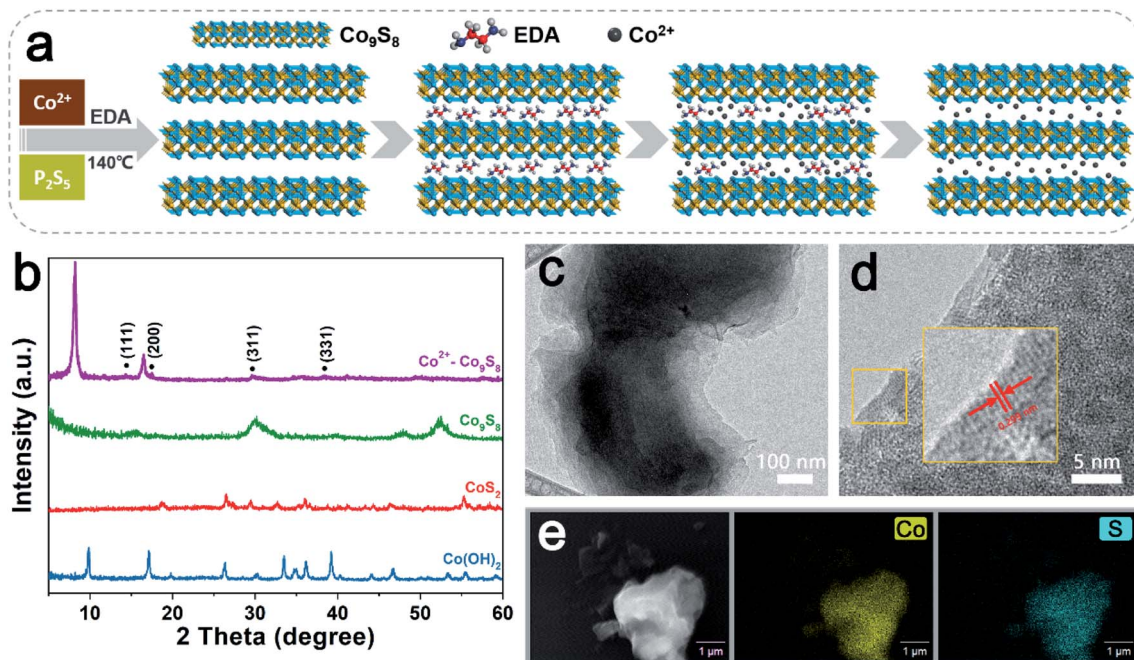 a
Co9S8
EDA
Co2+
Co2+
EDA
140℃
P2S5
b
Intensity (a.u.)
(111)
(200)
(311)
(331)
Co2+- Co9S8
Co9S8
CoS2
Co(OH)2
10
20
30
40
50
60
2 Theta (degree)
c
100 nm
d
5 nm
e
1 μm
Co
1 μm
S
1 μm